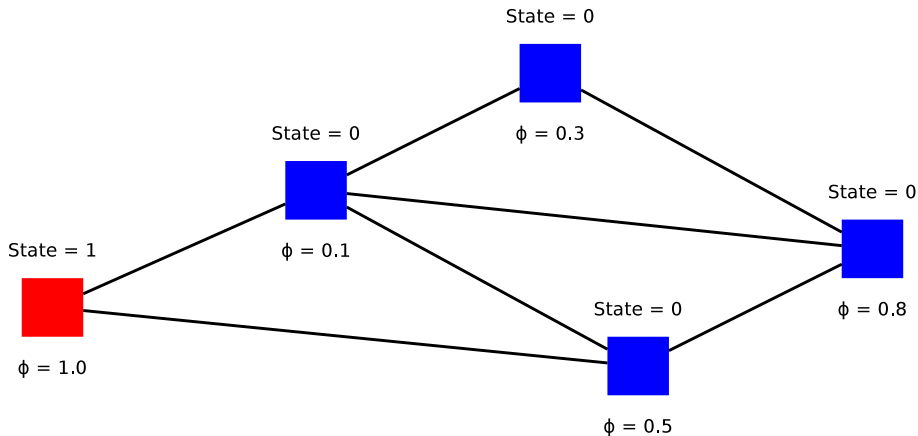 State = 0
ϕ = 0.3
State = 0
ϕ = 0.1
State = 0
ϕ = 0.8
State = 1
ϕ = 1.0
State = 0
ϕ = 0.5